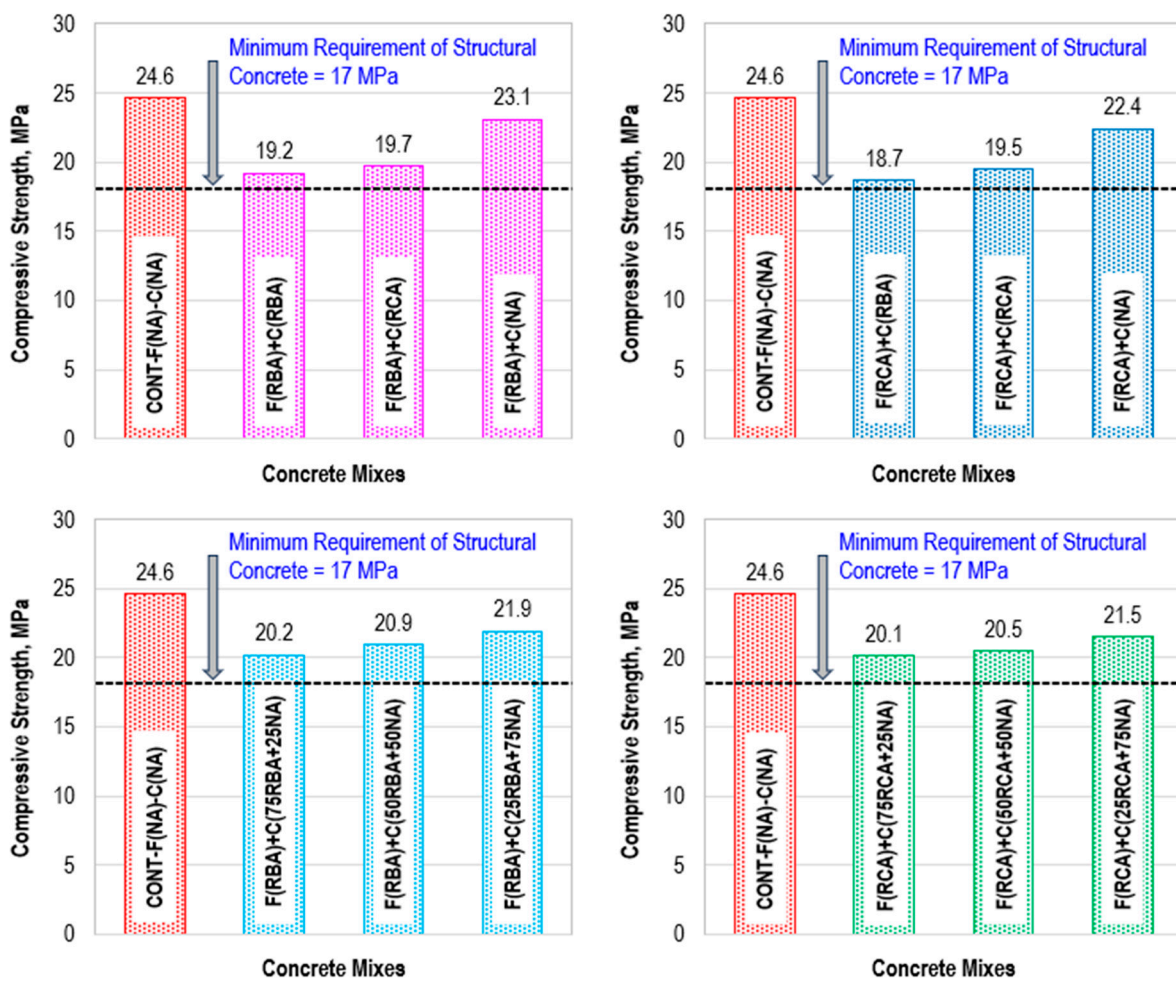 Compressive Strength, MPa
30
25
20
15
10
5
0
Minimum Requirement of Structural
Concrete = 17 MPa
24.6
19.2
19.7
23.1
CONT-F(NA)-C(NA)
F(RBA)+C(RBA)
F(RBA)+C(RCA)
F(RBA)+C(NA)
Concrete Mixes
Compressive Strength, MPa
30
25
20
15
10
5
0
Minimum Requirement of Structural
Concrete = 17 MPa
24.6
18.7
19.5
22.4
CONT-F(NA)-C(NA)
F(RCA)+C(RBA)
F(RCA)+C(RCA)
F(RCA)+C(NA)
Concrete Mixes
Compressive Strength, MPa
30
25
20
15
10
5
0
Minimum Requirement of Structural
Concrete = 17 MPa
24.6
20.2
20.9
21.9
CONT-F(NA)-C(NA)
F(RBA)+C(75RBA+25NA)
F(RBA)+C(50RBA+50NA)
F(RBA)+C(25RBA+75NA)
Concrete Mixes
Compressive Strength, MPa
30
25
20
15
10
5
0
Minimum Requirement of Structural
Concrete = 17 MPa
24.6
20.1
20.5
21.5
CONT-F(NA)-C(NA)
F(RCA)+C(75RCA+25NA)
F(RCA)+C(50RCA+50NA)
F(RCA)+C(25RCA+75NA)
Concrete Mixes